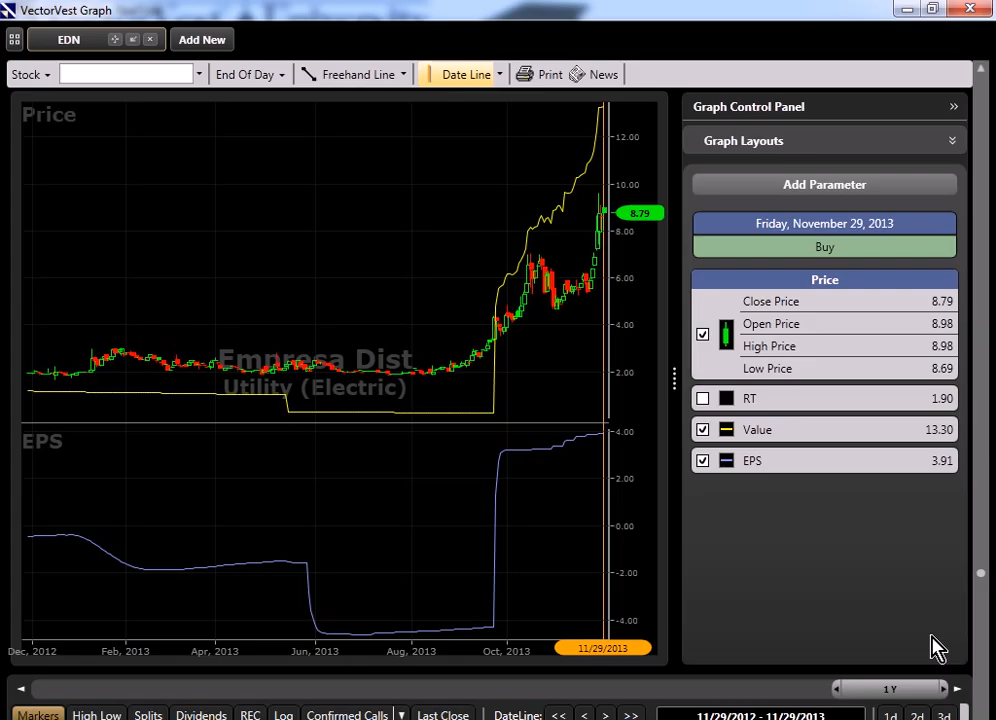 VectorVest Graph
EDN Add New
Stock End Of Day Freehand Line Date Line Print News
Price
12.00
10.00
8.79
8.00
6.00
4.00
2.00
Empresa Dist
Utility (Electric)
EPS
4.00
2.00
0.00
-2.00
-4.00
Dec, 2012 Feb, 2013 Apr, 2013 Jun, 2013 Aug, 2013 Oct, 2013 11/29/2013
Graph Control Panel »
Graph Layouts
Add Parameter
Friday, November 29, 2013
Buy
Price
Close Price 8.79
Open Price 8.98
High Price 8.98
Low Price 8.69
RT 1.90
Value 13.30
EPS 3.91
1 Y
Markers High Low Splits Dividends REC Log Confirmed Calls Last Close DateLine: << < > >> 11/29/2012 - 11/29/2013 1d 2d 3d